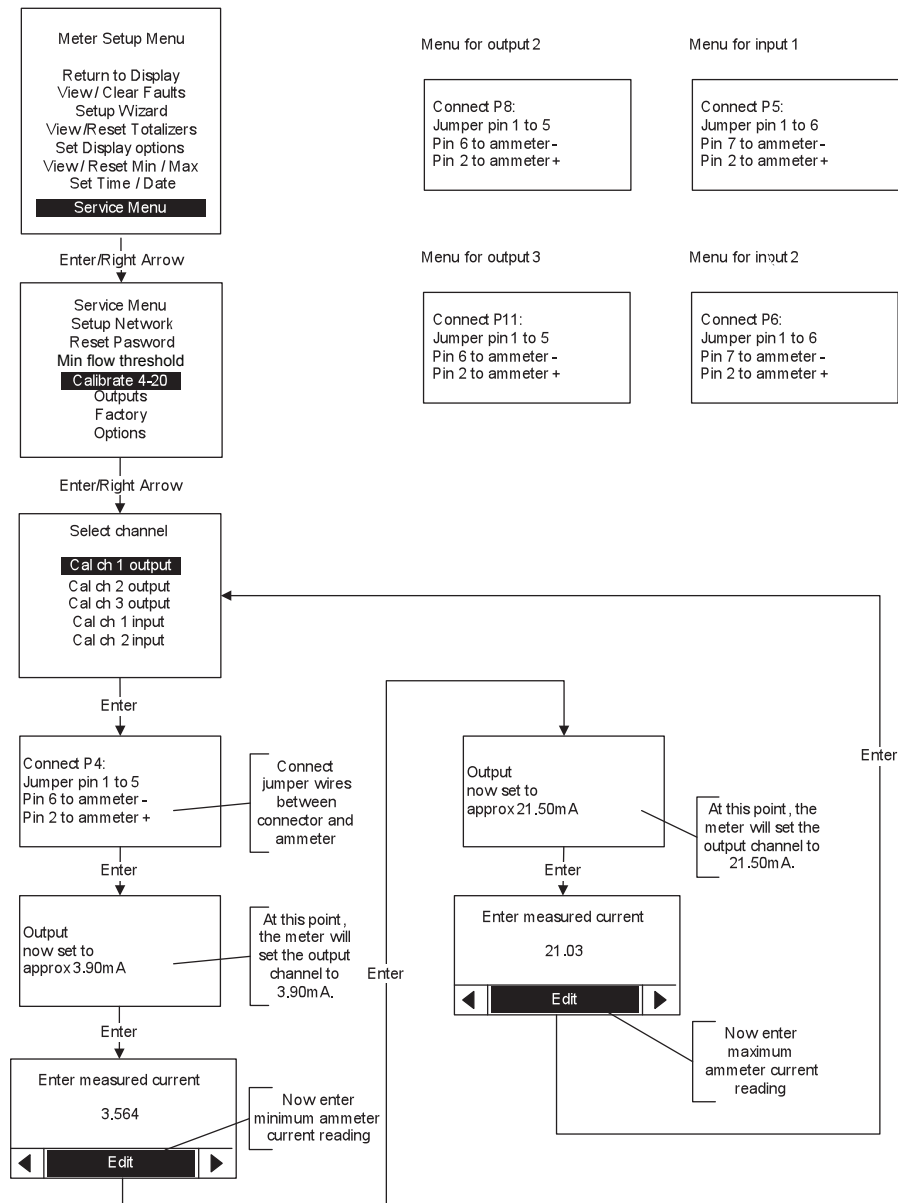 Meter Setup Menu
Return to Display
View / Clear Faults
Setup Wizard
View /Reset Totalizers
Set Display options
View / Reset Min / Max
Set Time / Date
Service Menu
Enter/Right Arrow
Service Menu
Setup Network
Reset Pasword
Min flow threshold
Calibrate 4-20
Outputs
Factory
Options
Enter/Right Arrow
Select channel
Cal ch 1 output
Cal ch 2 output
Cal ch 3 output
Cal ch 1 input
Cal ch 2 input
Enter
Connect P4:
Jumper pin 1 to 5
Pin 6 to ammeter -
Pin 2 to ammeter +
Connect
jumper wires
between
connector and
ammeter
Enter
Output
now set to
approx 3.90mA
At this point,
the meter will
set the output
channel to
3.90mA.
Enter
Enter measured current
3.564
Edit
Now enter
minimum ammeter
current reading
Enter
Menu for output 2
Connect P8:
Jumper pin 1 to 5
Pin 6 to ammeter -
Pin 2 to ammeter +
Menu for input 1
Connect P5:
Jumper pin 1 to 6
Pin 7 to ammeter -
Pin 2 to ammeter +
Menu for output 3
Connect P11:
Jumper pin 1 to 5
Pin 6 to ammeter -
Pin 2 to ammeter +
Menu for input 2
Connect P6:
Jumper pin 1 to 6
Pin 7 to ammeter -
Pin 2 to ammeter +
Output
now set to
approx 21.50mA
At this point, the
meter will set the
output channel to
21.50mA.
Enter
Enter measured current
21.03
Edit
Now enter
maximum
ammeter current
reading
Enter